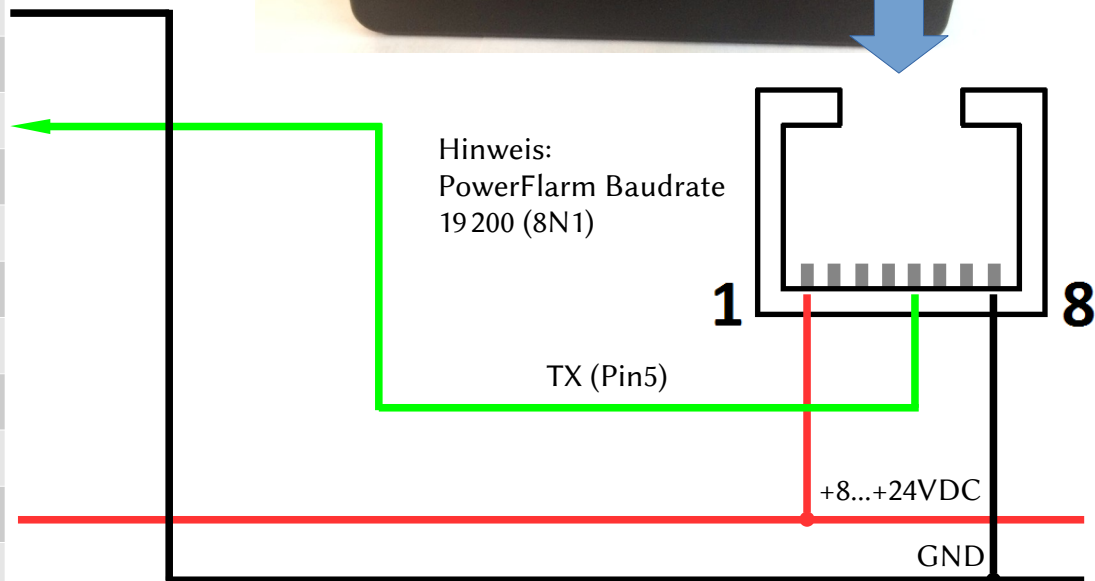 Hinweis:
PowerFlarm Baudrate
19200 (8N1)
1
8
TX (Pin5)
+8...+24VDC
GND